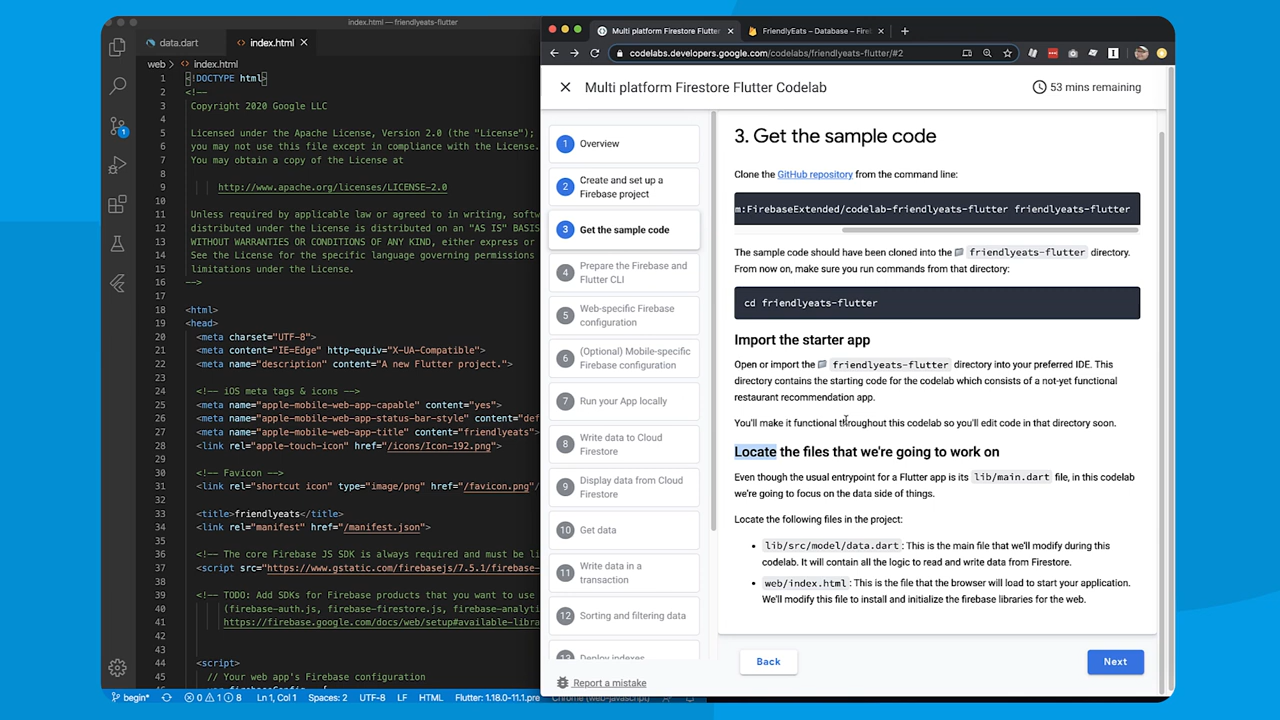 index.html — friendlyeats-flutter
data.dart
index.html
web > index.html
1 <!DOCTYPE html>
2 <!--
3 Copyright 2020 Google LLC
4
5 Licensed under the Apache License, Version 2.0 (the "License");
6 you may not use this file except in compliance with the License.
7 You may obtain a copy of the License at
8
9 http://www.apache.org/licenses/LICENSE-2.0
10
11 Unless required by applicable law or agreed to in writing, softw
12 distributed under the License is distributed on an "AS IS" BASIS
13 WITHOUT WARRANTIES OR CONDITIONS OF ANY KIND, either express or
14 See the License for the specific language governing permissions
15 limitations under the License.
16 -->
17
18 <html>
19 <head>
20 <meta charset="UTF-8">
21 <meta content="IE=Edge" http-equiv="X-UA-Compatible">
22 <meta name="description" content="A new Flutter project.">
23
24 <!-- iOS meta tags & icons -->
25 <meta name="apple-mobile-web-app-capable" content="yes">
26 <meta name="apple-mobile-web-app-status-bar-style" content="def
27 <meta name="apple-mobile-web-app-title" content="friendlyeats">
28 <link rel="apple-touch-icon" href="/icons/Icon-192.png">
29
30 <!-- Favicon -->
31 <link rel="shortcut icon" type="image/png" href="/favicon.png"/
32
33 <title>friendlyeats</title>
34 <link rel="manifest" href="/manifest.json">
35
36 <!-- The core Firebase JS SDK is always required and must be li
37 <script src="https://www.gstatic.com/firebasejs/7.5.1/firebase-
38
39 <!-- TODO: Add SDKs for Firebase products that you want to use
40 (firebase-auth.js, firebase-firestore.js, firebase-analyti
41 https://firebase.google.com/docs/web/setup#available-libra
42
43
44 <script>
45 // Your web app's Firebase configuration
1
begin*
0 1 8
Ln 1, Col 1
Spaces: 2
UTF-8
LF
HTML
Flutter: 1.18.0-11.1.pre
Chrome (web-javascript)
Multi platform Firestore Flutter
FriendlyEats – Database – Fire
codelabs.developers.google.com/codelabs/friendlyeats-flutter/#2
Multi platform Firestore Flutter Codelab
53 mins remaining
1 Overview
2 Create and set up a
Firebase project
3 Get the sample code
4 Prepare the Firebase and
Flutter CLI
5 Web-specific Firebase
configuration
6 (Optional) Mobile-specific
Firebase configuration
7 Run your App locally
8 Write data to Cloud
Firestore
9 Display data from Cloud
Firestore
10 Get data
11 Write data in a
transaction
12 Sorting and filtering data
13 Deploy indexes
Report a mistake
3. Get the sample code
Clone the GitHub repository from the command line:
m:FirebaseExtended/codelab-friendlyeats-flutter friendlyeats-flutter
The sample code should have been cloned into the friendlyeats-flutter directory.
From now on, make sure you run commands from that directory:
cd friendlyeats-flutter
Import the starter app
Open or import the friendlyeats-flutter directory into your preferred IDE. This
directory contains the starting code for the codelab which consists of a not-yet functional
restaurant recommendation app.
You'll make it functional throughout this codelab so you'll edit code in that directory soon.
Locate the files that we're going to work on
Even though the usual entrypoint for a Flutter app is its lib/main.dart file, in this codelab
we're going to focus on the data side of things.
Locate the following files in the project:
• lib/src/model/data.dart: This is the main file that we'll modify during this
codelab. It will contain all the logic to read and write data from Firestore.
• web/index.html: This is the file that the browser will load to start your application.
We'll modify this file to install and initialize the firebase libraries for the web.
Back
Next